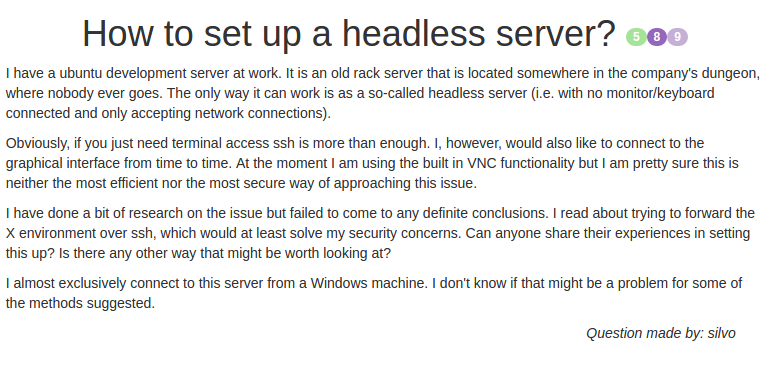 How to set up a headless server? 5 8 9
I have a ubuntu development server at work. It is an old rack server that is located somewhere in the company's dungeon,
where nobody ever goes. The only way it can work is as a so-called headless server (i.e. with no monitor/keyboard
connected and only accepting network connections).
Obviously, if you just need terminal access ssh is more than enough. I, however, would also like to connect to the
graphical interface from time to time. At the moment I am using the built in VNC functionality but I am pretty sure this is
neither the most efficient nor the most secure way of approaching this issue.
I have done a bit of research on the issue but failed to come to any definite conclusions. I read about trying to forward the
X environment over ssh, which would at least solve my security concerns. Can anyone share their experiences in setting
this up? Is there any other way that might be worth looking at?
I almost exclusively connect to this server from a Windows machine. I don't know if that might be a problem for some of
the methods suggested.
Question made by: silvo